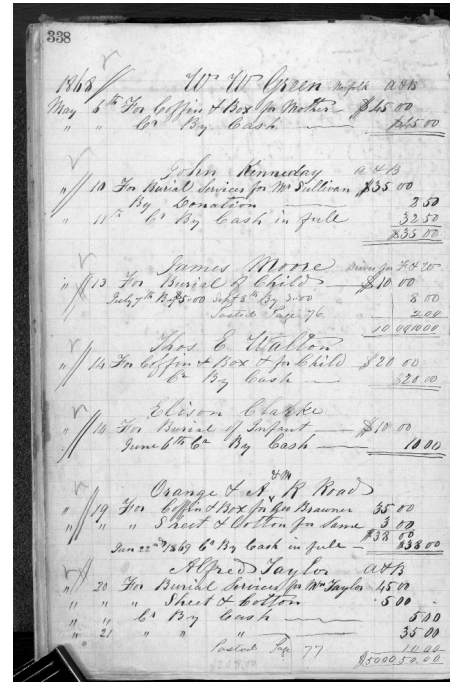 338
1868 W. W. Green Norfolk A & B
May 6th For Coffin & Box for Mother $45 00
" " Cr By Cash $45 00
John Kinneday A & B
" 10 For Burial Services for Mr Sullivan $35 00
By Donation 2 50
" 11th Cr By Cash in full 32 50
$35 00
James Moore Driver for
" 13 For Burial of Child $10 00
July 7th By $5.00 Sept 8th By 3.00 8 00
Posted Page 76 2.00
10 00 10 00
Thos E Walton
" 14 For Coffin & Box & for Child $20 00
Cr By Cash $20 00
Elison Clarke
" 14 For Burial of Infant $10 00
June 6th Cr By Cash 10 00
Orange & A & M R Road
" 19 For Coffin & Box for Geo Brawner 35 00
" " " Sheet & Cotton for Same 3 00
$38 00
Jan 22nd 1869 Cr By Cash in full $38 00
Alfred Taylor A & B
" 20 For Burial Services for Wm Taylor 45 00
" " " Sheet & Cotton 5 00
" " Cr By Cash 5 00
" 21 " " " 35 00
Posted Page 77 10 00
$50 00 50.00